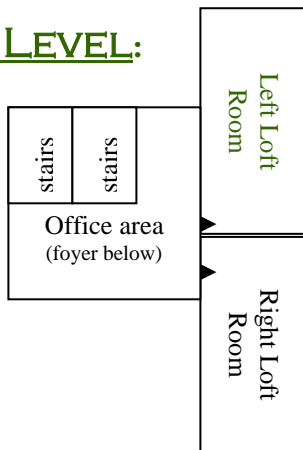 LEVEL:
Left Loft
Room
stairs
stairs
Office area
(foyer below)
Right Loft
Room